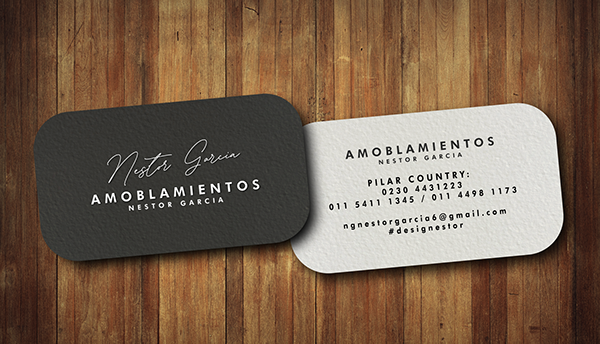 Nestor Garcia
AMOBLAMIENTOS
NESTOR GARCIA
AMOBLAMIENTOS
NESTOR GARCIA
PILAR COUNTRY:
0230 4431223
011 5411 1345 / 011 4498 1173
ngnestorgarcia6@gmail.com
#designestor